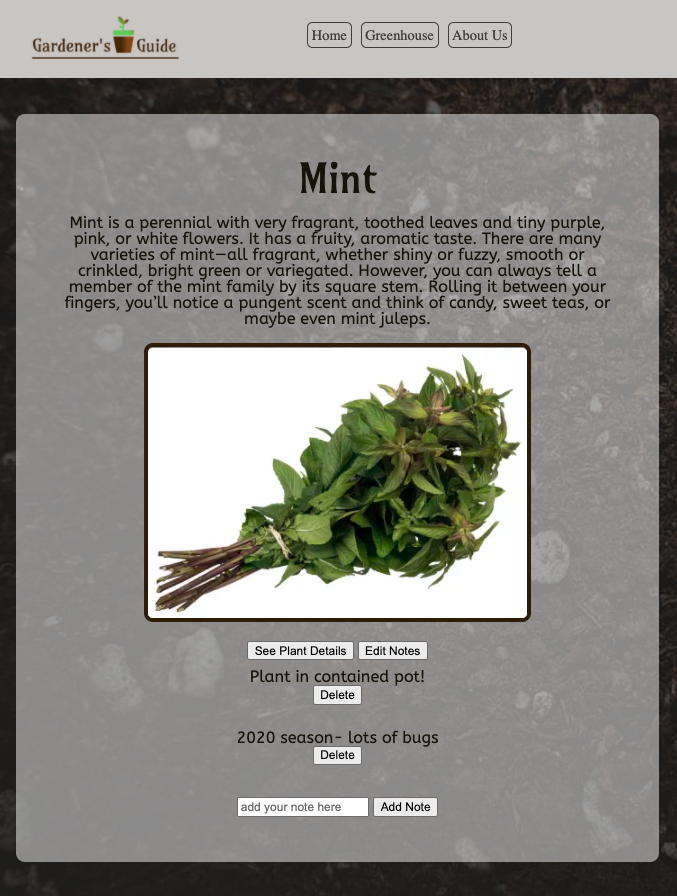 Gardener's Guide
Home Greenhouse About Us
Mint
Mint is a perennial with very fragrant, toothed leaves and tiny purple,
pink, or white flowers. It has a fruity, aromatic taste. There are many
varieties of mint—all fragrant, whether shiny or fuzzy, smooth or
crinkled, bright green or variegated. However, you can always tell a
member of the mint family by its square stem. Rolling it between your
fingers, you’ll notice a pungent scent and think of candy, sweet teas, or
maybe even mint juleps.
See Plant Details Edit Notes
Plant in contained pot!
Delete
2020 season- lots of bugs
Delete
add your note here Add Note